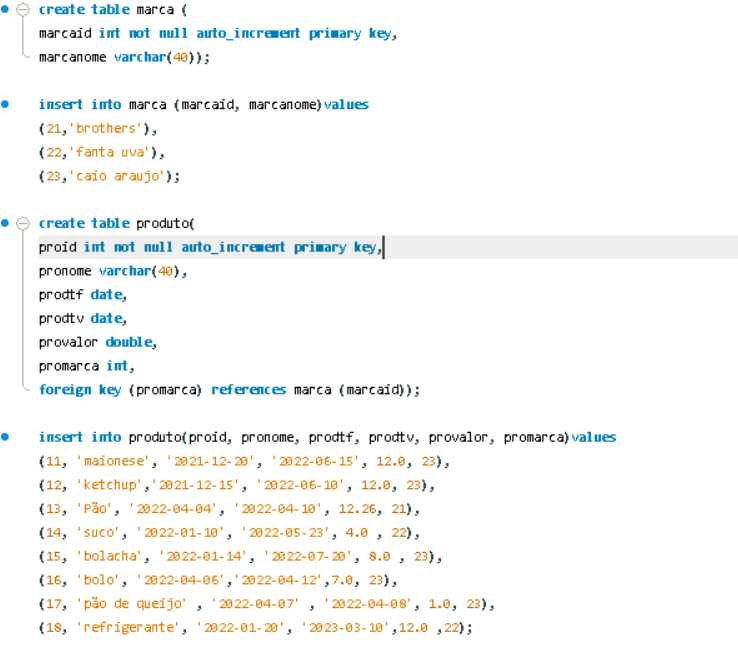 create table marca (
marcaid int not null auto_increment primary key,
marcanome varchar(40));
insert into marca (marcaid, marcanome)values
(21,'brothers'),
(22,'fanta uva'),
(23,'caio araujo');
create table produto(
proid int not null auto_increment primary key,
pronome varchar(40),
prodtf date,
prodtv date,
provalor double,
promarca int,
foreign key (promarca) references marca (marcaid));
insert into produto(proid, pronome, prodtf, prodtv, provalor, promarca)values
(11, 'maionese', '2021-12-20', '2022-06-15', 12.0, 23),
(12, 'ketchup','2021-12-15', '2022-06-10', 12.0, 23),
(13, 'Pão', '2022-04-04', '2022-04-10', 12.26, 21),
(14, 'suco', '2022-01-10', '2022-05-23', 4.0 , 22),
(15, 'bolacha', '2022-01-14', '2022-07-20', 8.0 , 23),
(16, 'bolo', '2022-04-06','2022-04-12',7.0, 23),
(17, 'pão de queijo' , '2022-04-07' , '2022-04-08', 1.0, 23),
(18, 'refrigerante', '2022-01-20', '2023-03-10',12.0 ,22);